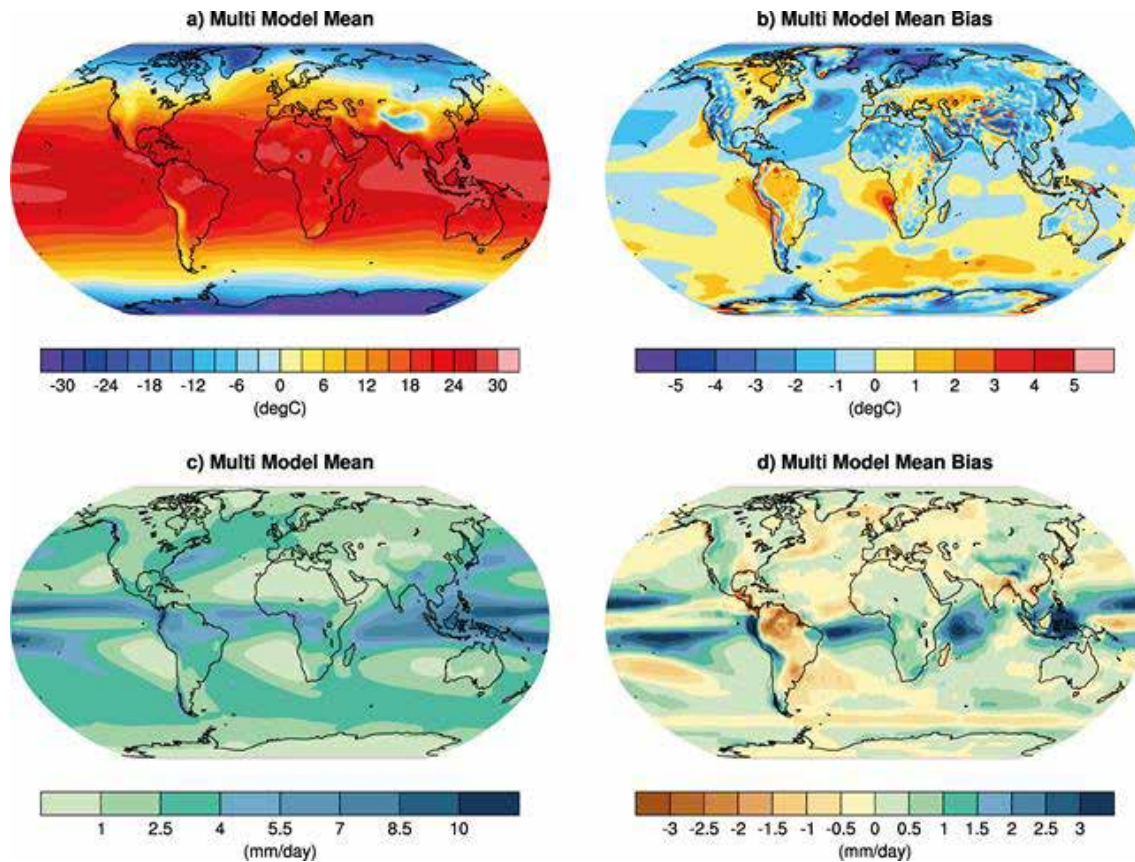 a) Multi Model Mean
b) Multi Model Mean Bias
-30 -24 -18 -12 -6 0 6 12 18 24 30
(degC)
-5 -4 -3 -2 -1 0 1 2 3 4 5
(degC)
c) Multi Model Mean
d) Multi Model Mean Bias
1 2.5 4 5.5 7 8.5 10
(mm/day)
-3 -2.5 -2 -1.5 -1 -0.5 0 0.5 1 1.5 2 2.5 3
(mm/day)